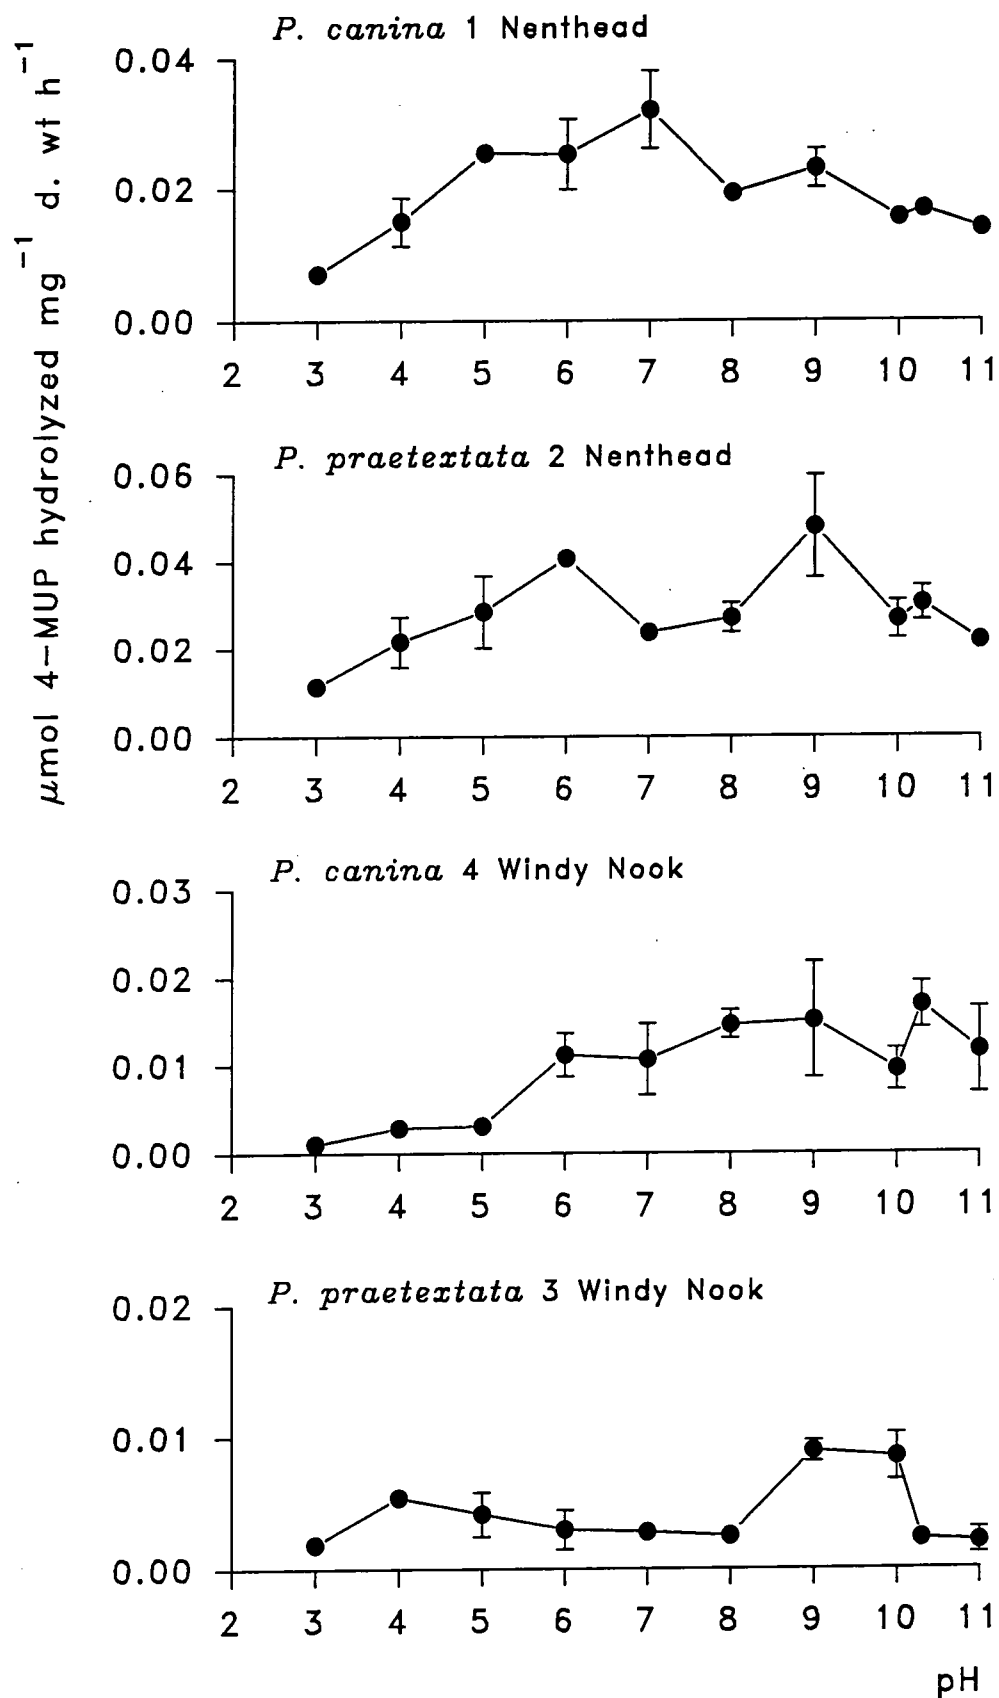 μmol 4-MUP hydrolyzed mg⁻¹ d. wt h⁻¹
P. canina 1 Nenthead
0.04
0.02
0.00
2 3 4 5 6 7 8 9 10 11
P. praetextata 2 Nenthead
0.06
0.04
0.02
0.00
2 3 4 5 6 7 8 9 10 11
P. canina 4 Windy Nook
0.03
0.02
0.01
0.00
2 3 4 5 6 7 8 9 10 11
P. praetextata 3 Windy Nook
0.02
0.01
0.00
2 3 4 5 6 7 8 9 10 11
pH